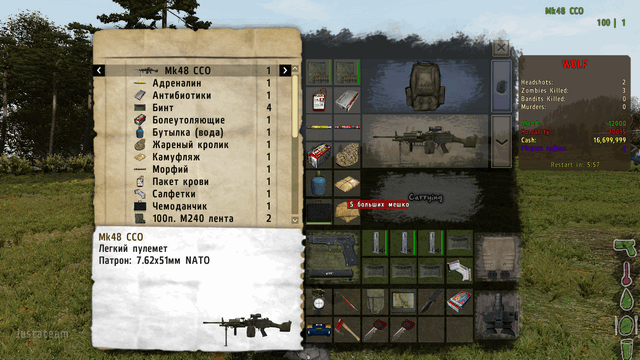 Mk48 CCO
100 | 1
Mk48 CCO 1
Адреналин 1
Антибиотики 1
Бинт 4
Болеутоляющие 1
Бутылка (вода) 1
Жареный кролик 1
Камуфляж 1
Морфий 1
Пакет крови 1
Салфетки 1
Чемоданчик 1
100п. M240 лента 2
Mk48 CCO
Легкий пулемет
Патрон: 7.62x51мм NATO
Carrying
5 больших мешко
WOLF
Headshots: 2
Zombies Killed: 3
Bandits Killed: 0
Murders: 0
Cash: 16,699,999
Restart in: 5:57